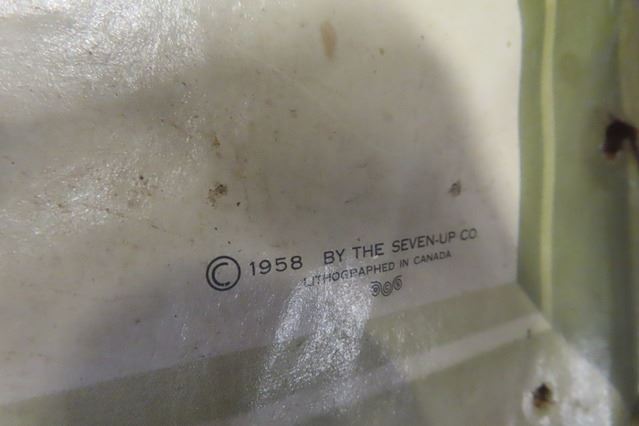 © 1958 BY THE SEVEN-UP CO
LITHOGRAPHED IN CANADA